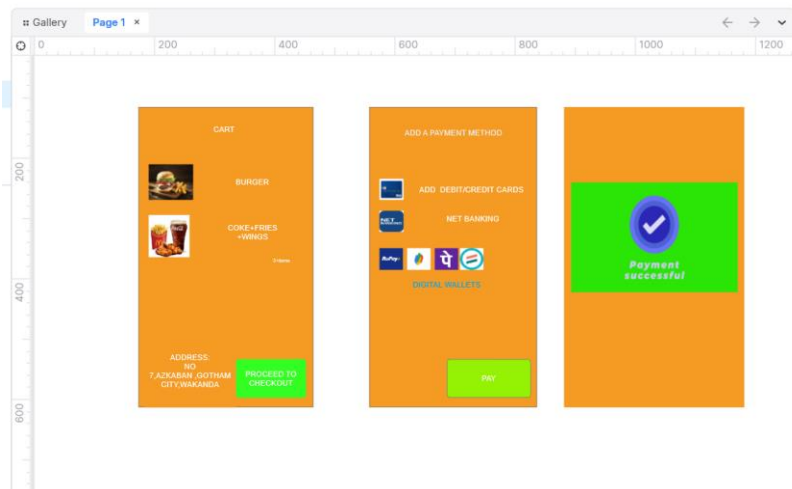 Gallery
Page 1 ×
0 200 400 600 800 1000 1200
200
400
600
CART
BURGER
COKE+FRIES
+WINGS
ADDRESS:
NO
7,AZKABAN ,GOTHAM
CITY,WAKANDA
PROCEED TO
CHECKOUT
ADD A PAYMENT METHOD
ADD DEBIT/CREDIT CARDS
NET
NET BANKING
RuPay
पे
DIGITAL WALLETS
PAY
Payment
successful